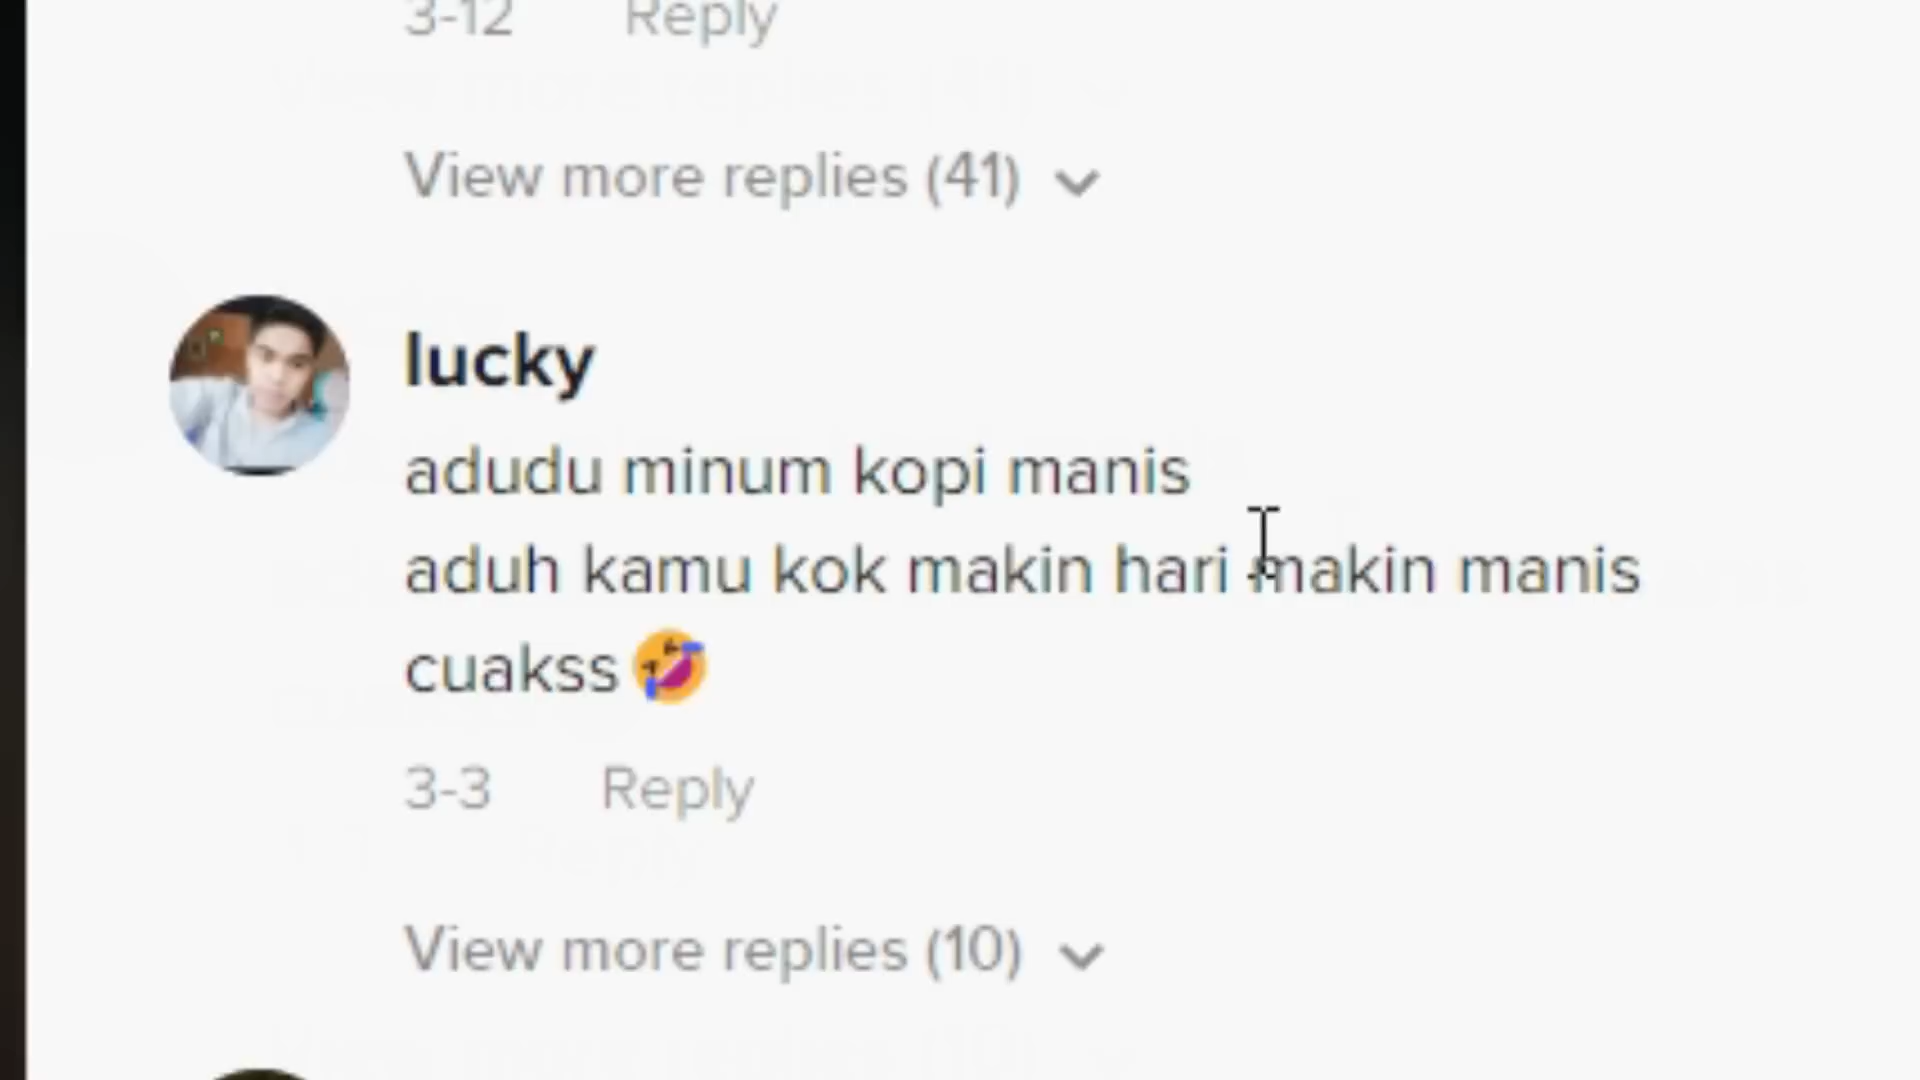 3-12 Reply
View more replies (41)
lucky
adudu minum kopi manis
aduh kamu kok makin hari makin manis
cuakss🤣
3-3 Reply
View more replies (10)